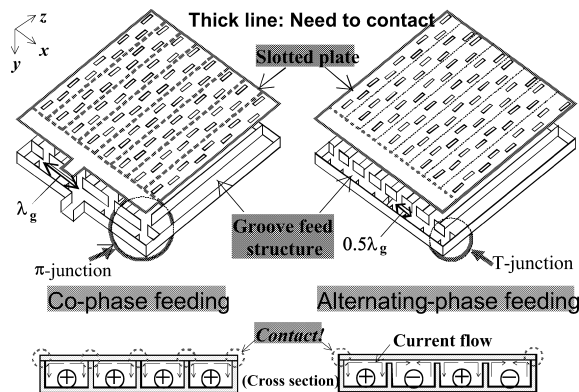 Thick line: Need to contact
z
x
y
Slotted plate
λg
Groove feed
structure
0.5λg
π-junction
T-junction
Co-phase feeding
Alternating-phase feeding
Contact!
Current flow
(Cross section)
+ + + +
+ − + −